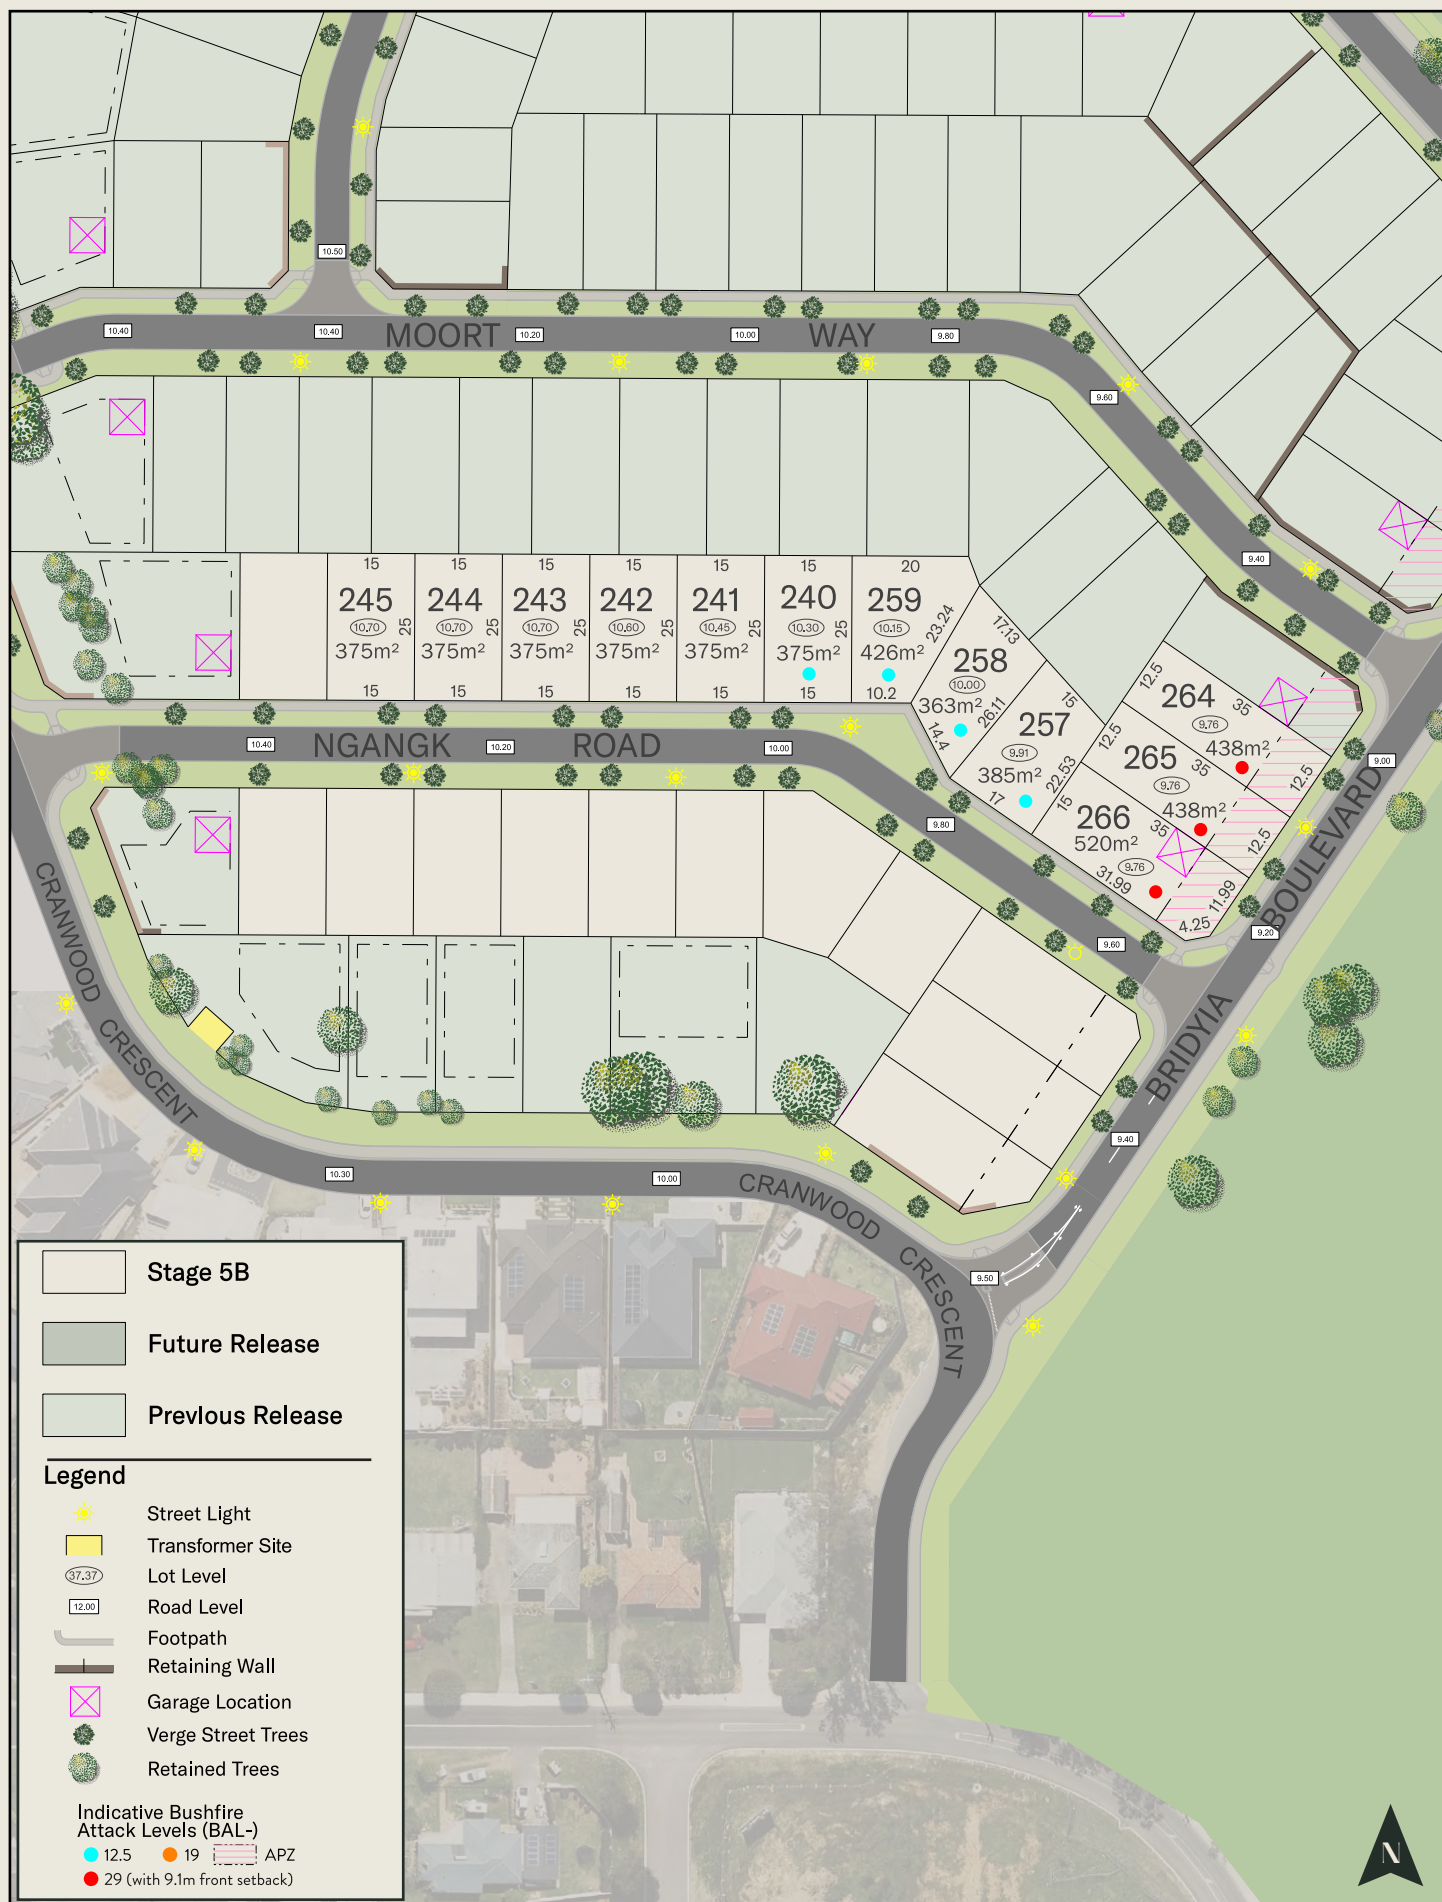 10.50
10.40
10.40
MOORT
10.20
10.00
WAY
9.80
9.60
9.40
15
15
15
15
15
15
20
245
244
243
242
241
240
259
10.70
10.70
10.70
10.60
10.45
10.30
10.15
25
25
25
25
25
25
23.24
375m²
375m²
375m²
375m²
375m²
375m²
426m²
15
15
15
15
15
15
10.2
17.13
258
10.00
363m²
14.4
26.11
15
257
9.91
385m²
17
22.53
12.5
264
9.76
35
438m²
12.5
12.5
265
9.76
35
438m²
12.5
15
266
520m²
35
9.76
31.99
11.99
4.25
10.40
NGANGK
10.20
ROAD
10.00
9.80
9.60
9.00
9.20
BRIDYIA BOULEVARD
9.40
9.50
CRANWOOD CRESCENT
10.30
10.00
CRANWOOD CRESCENT
Stage 5B
Future Release
Previous Release
Legend
Street Light
Transformer Site
37.37 Lot Level
12.00 Road Level
Footpath
Retaining Wall
Garage Location
Verge Street Trees
Retained Trees
Indicative Bushfire
Attack Levels (BAL-)
12.5 19 APZ
29 (with 9.1m front setback)
N